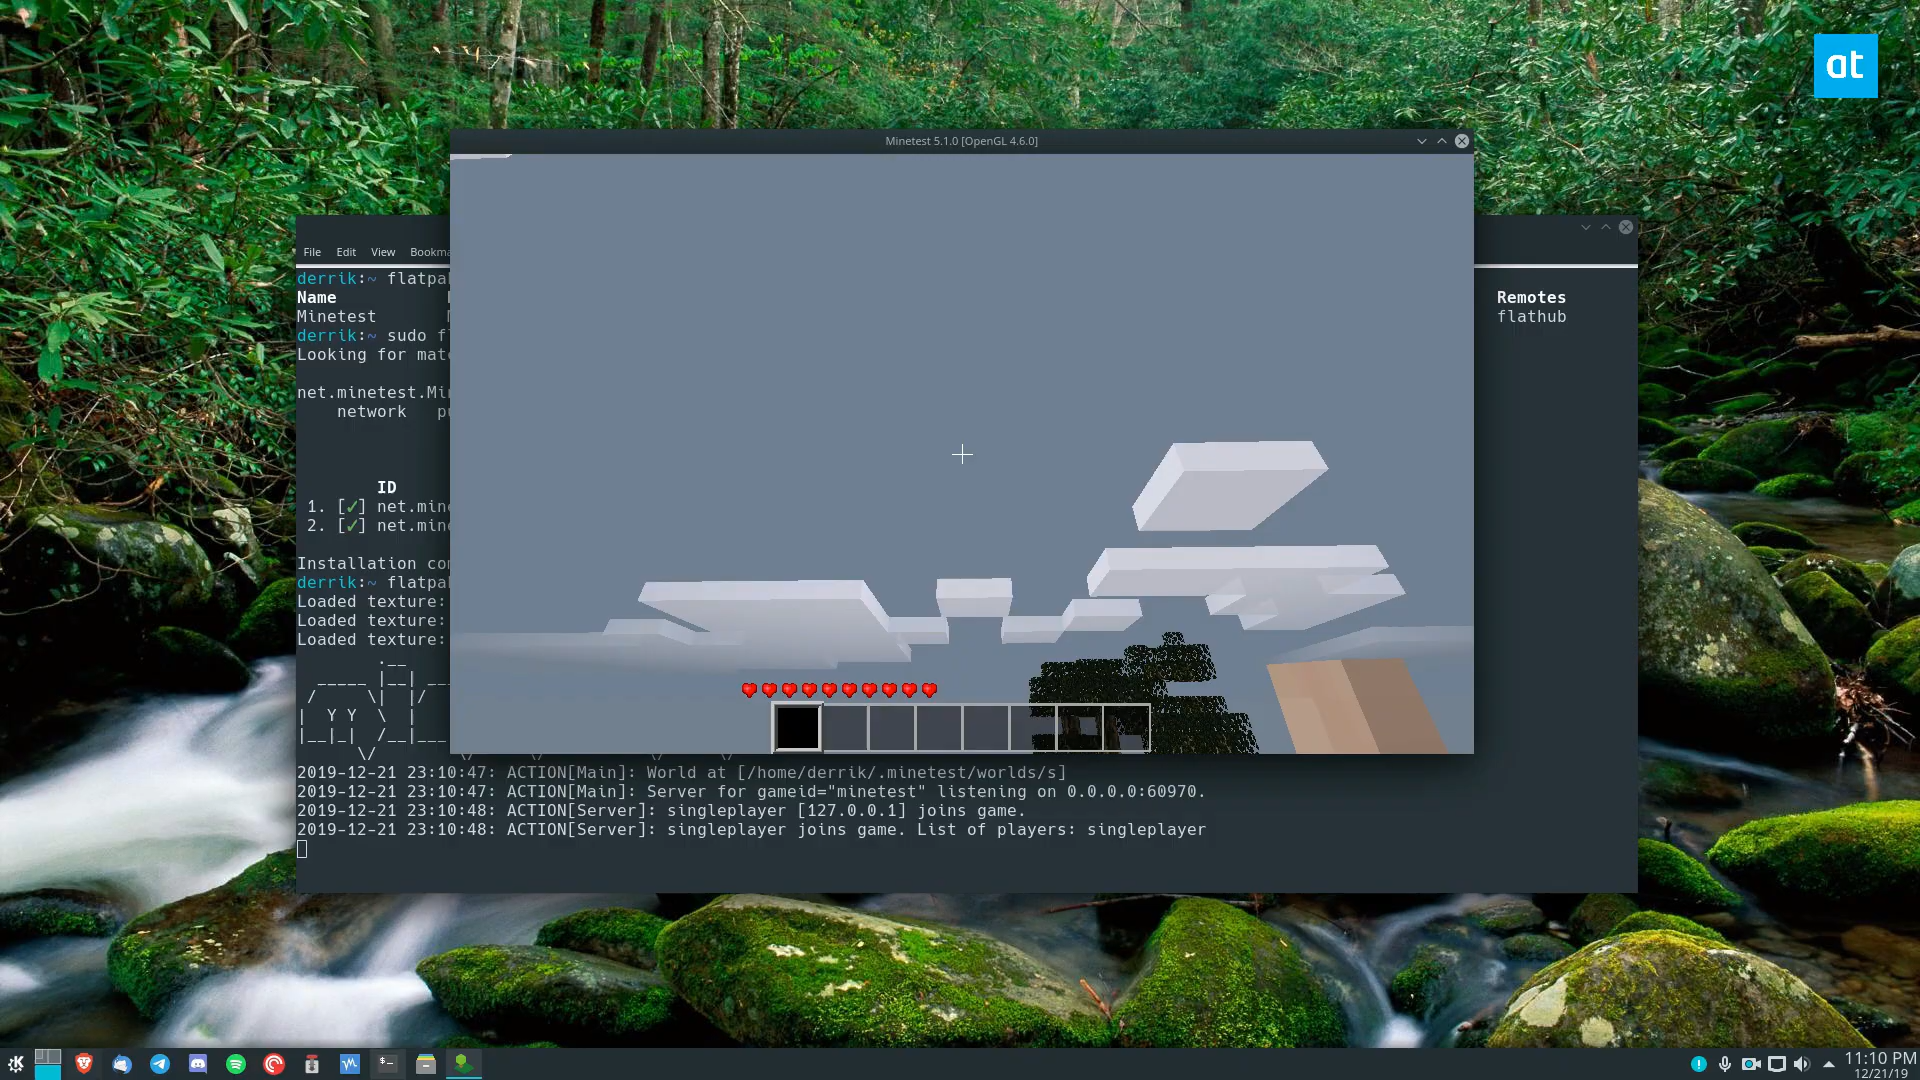 at
Minetest 5.1.0 [OpenGL 4.6.0]
File Edit View Bookma
derrik:~ flatpa
Name Remotes
Minetest flathub
derrik:~ sudo f
Looking for mat
net.minetest.Mi
network p
ID
1. [✓] net.min
2. [✓] net.min
Installation co
derrik:~ flatpa
Loaded texture:
Loaded texture:
Loaded texture:
2019-12-21 23:10:47: ACTION[Main]: World at [/home/derrik/.minetest/worlds/s]
2019-12-21 23:10:47: ACTION[Main]: Server for gameid="minetest" listening on 0.0.0.0:60970.
2019-12-21 23:10:48: ACTION[Server]: singleplayer [127.0.0.1] joins game.
2019-12-21 23:10:48: ACTION[Server]: singleplayer joins game. List of players: singleplayer
11:10 PM
12/21/19